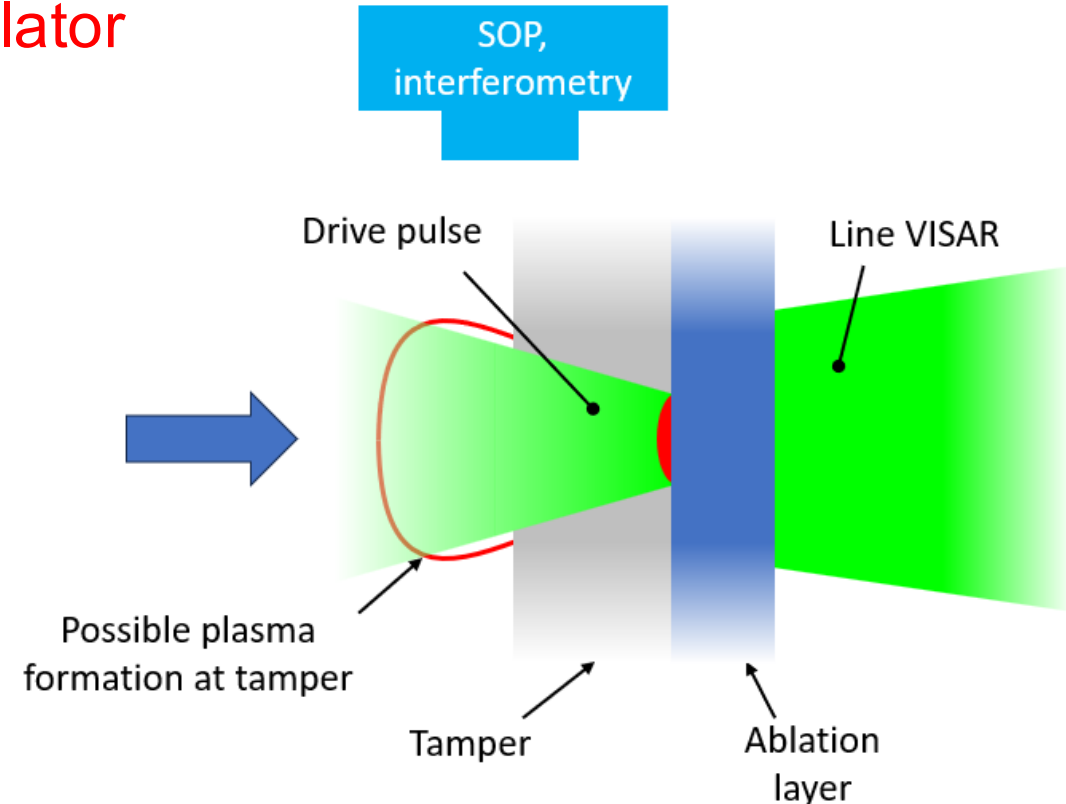 lator
SOP,
interferometry
Drive pulse
Line VISAR
Possible plasma
formation at tamper
Tamper
Ablation
layer